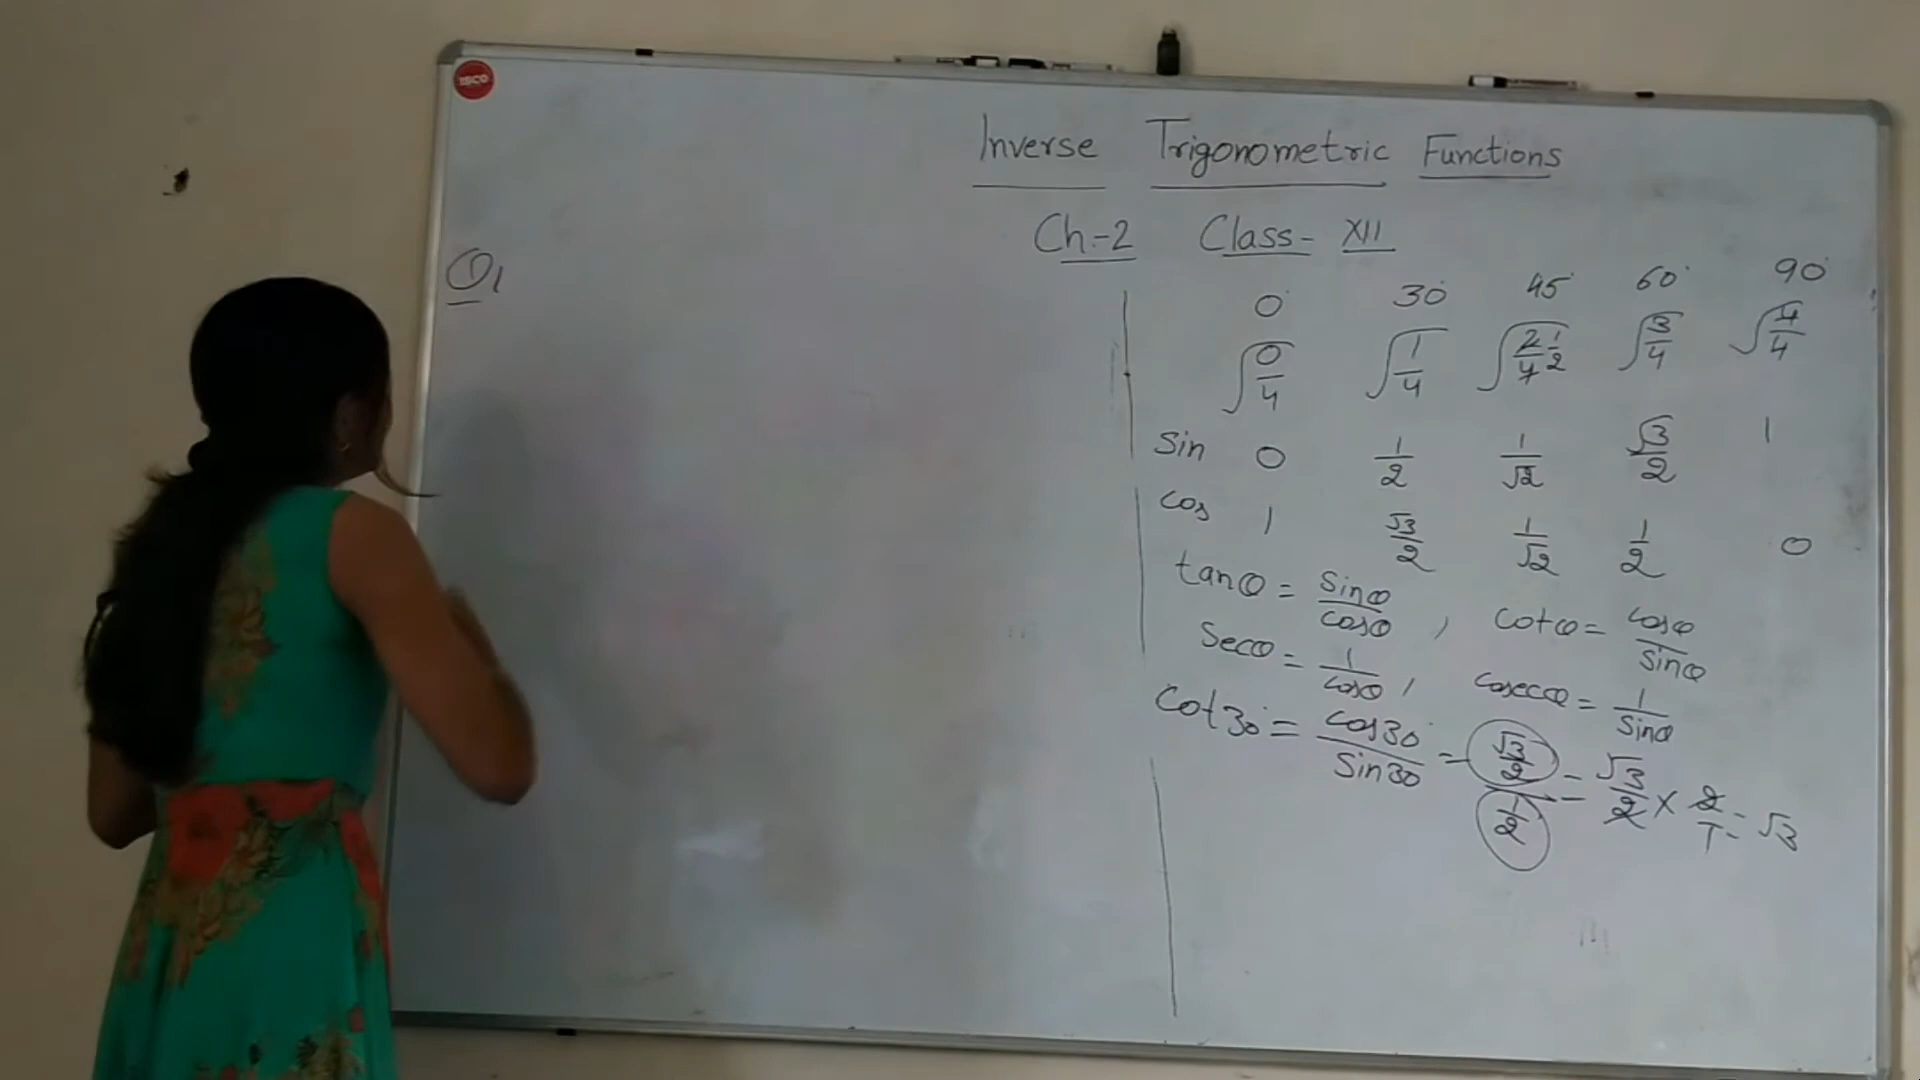 Inverse Trigonometric Functions
Ch-2 Class- XII
Q1
0° 30° 45° 60° 90°
√0/4 √1/4 √2/4 1/2 √3/4 √4/4
sin 0 1/2 1/√2 √3/2 1
cos 1 √3/2 1/√2 1/2 0
tanθ = sinθ/cosθ , cotθ = cosθ/sinθ
Secθ = 1/cosθ , cosecθ = 1/sinθ
cot30° = cos30°/sin30 = √3/2 / 1/2 = √3/2 × 2/1 = √3